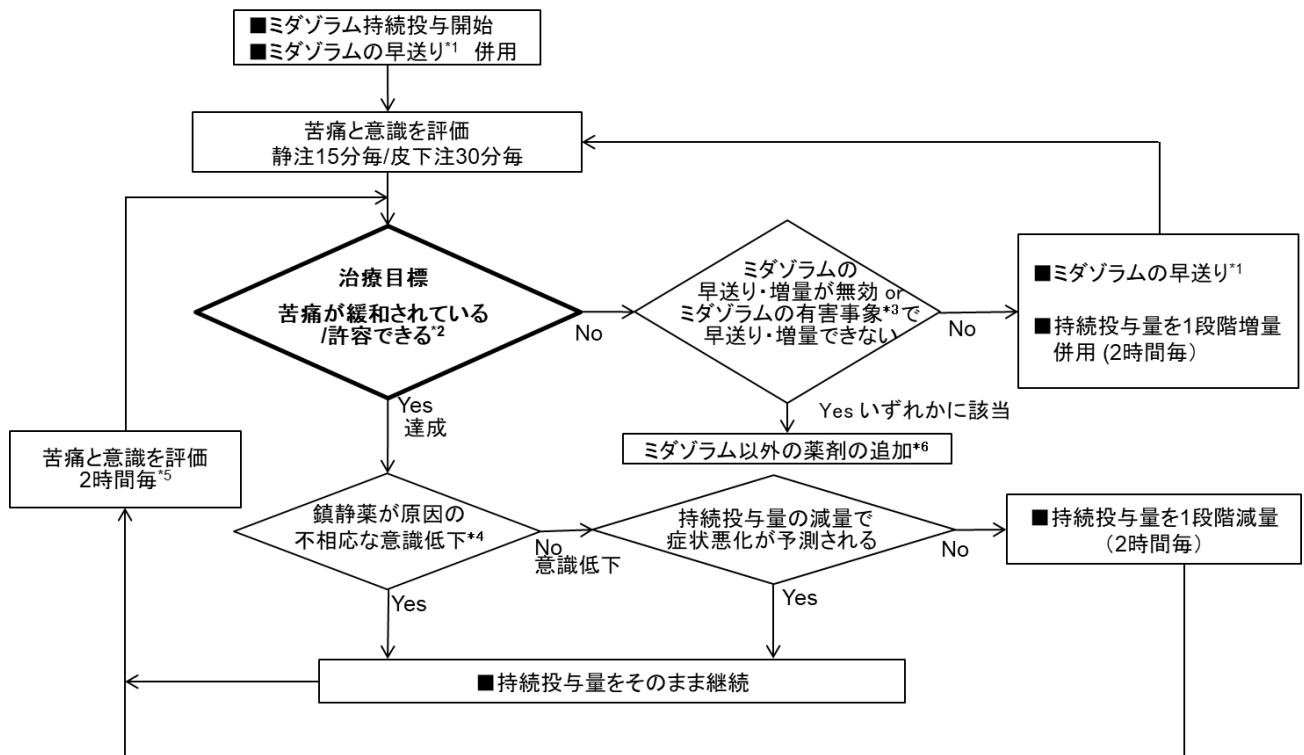 ■ミダゾラム持続投与開始
■ミダゾラムの早送り*1 併用
苦痛と意識を評価
静注15分毎/皮下注30分毎
治療目標
苦痛が緩和されている
/許容できる*2
No
ミダゾラムの
早送り・増量が無効 or
ミダゾラムの有害事象*3で
早送り・増量できない
No
■ミダゾラムの早送り*1
■持続投与量を1段階増量
併用 (2時間毎)
Yes
達成
Yes いずれかに該当
ミダゾラム以外の薬剤の追加*6
苦痛と意識を評価
2時間毎*5
鎮静薬が原因の
不相応な意識低下*4
No
意識低下
持続投与量の減量で
症状悪化が予測される
No
■持続投与量を1段階減量
(2時間毎)
Yes
Yes
■持続投与量をそのまま継続